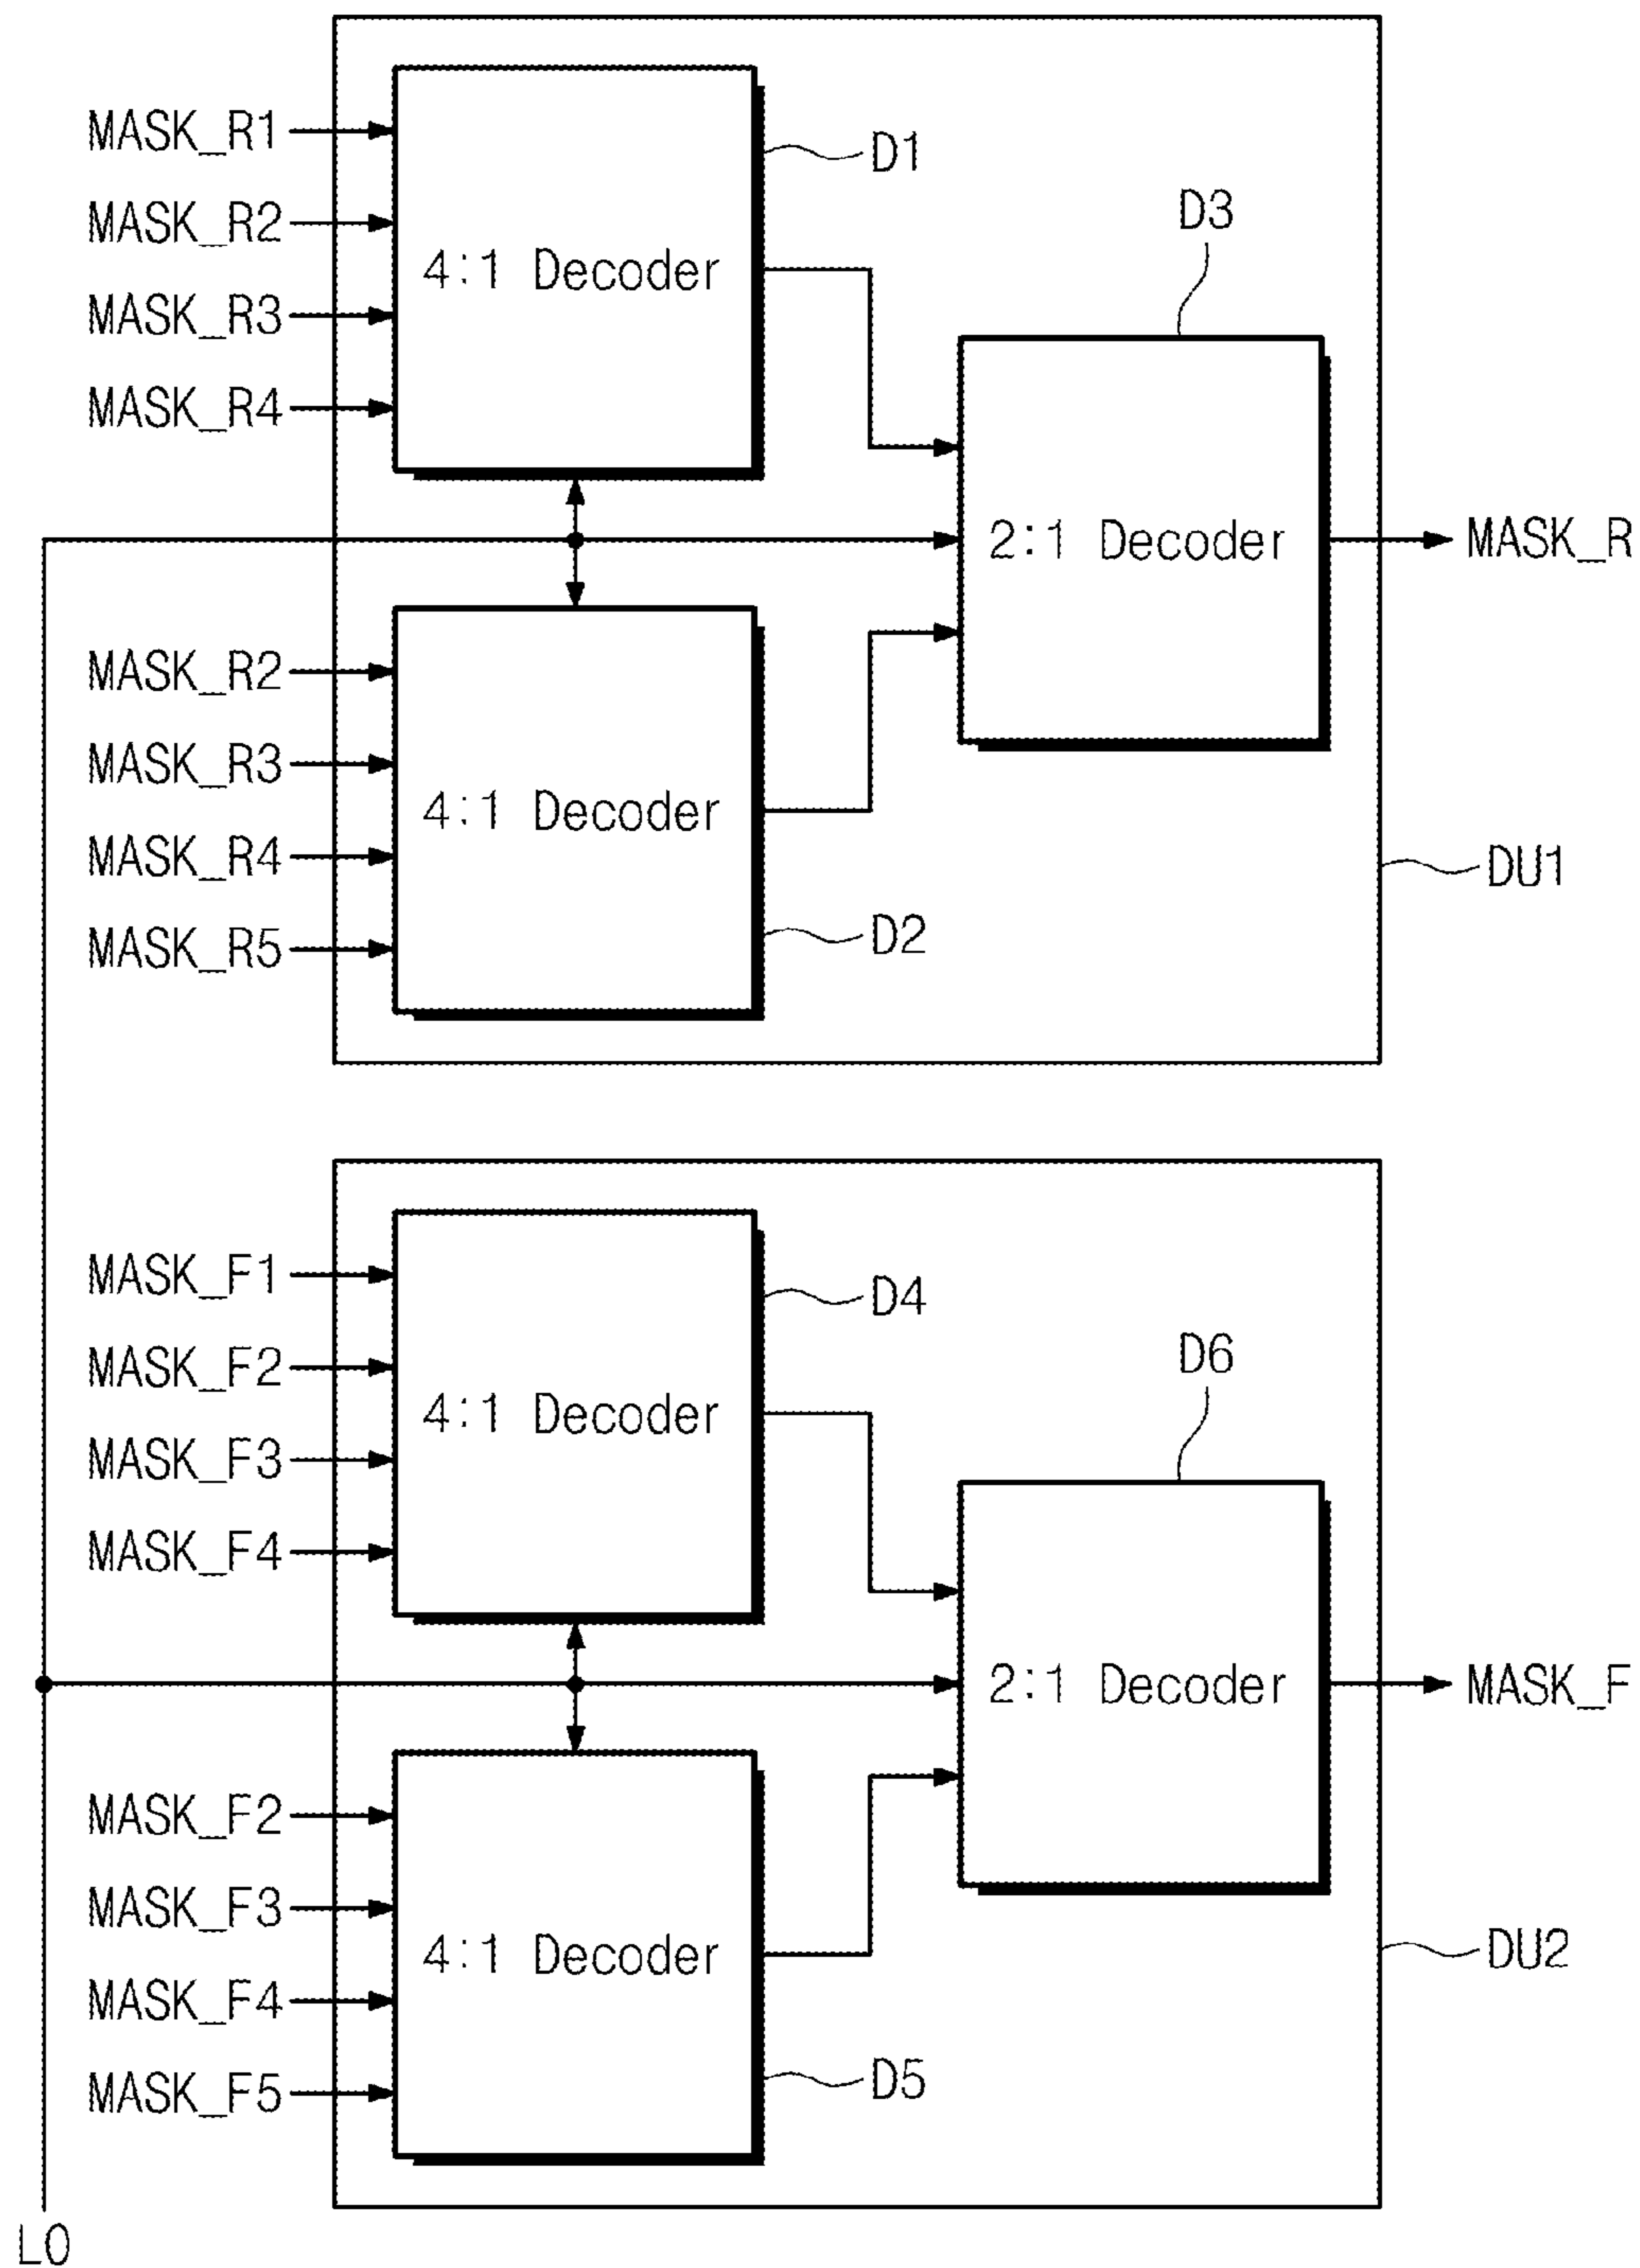 MASK_R1
D1
MASK_R2
D3
4:1 Decoder
MASK_R3
MASK_R4
2:1 Decoder
MASK_R
MASK_R2
MASK_R3
4:1 Decoder
MASK_R4
DU1
D2
MASK_R5
MASK_F1
D4
MASK_F2
D6
4:1 Decoder
MASK_F3
MASK_F4
2:1 Decoder
MASK_F
MASK_F2
MASK_F3
4:1 Decoder
DU2
MASK_F4
D5
MASK_F5
LO